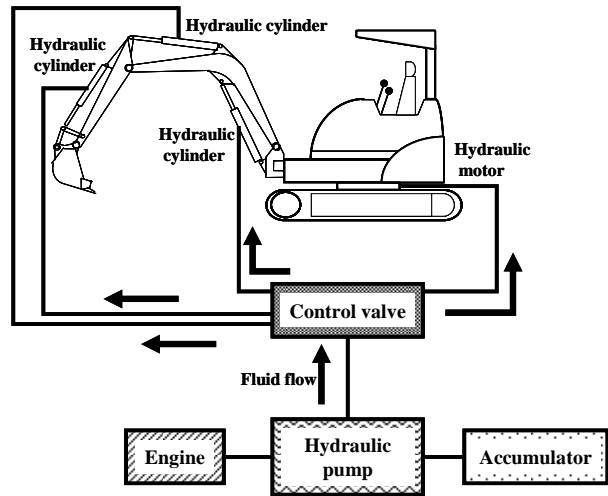 Hydraulic cylinder
Hydraulic
cylinder
Hydraulic
cylinder
Hydraulic
motor
Control valve
Fluid flow
Engine
Hydraulic
pump
Accumulator